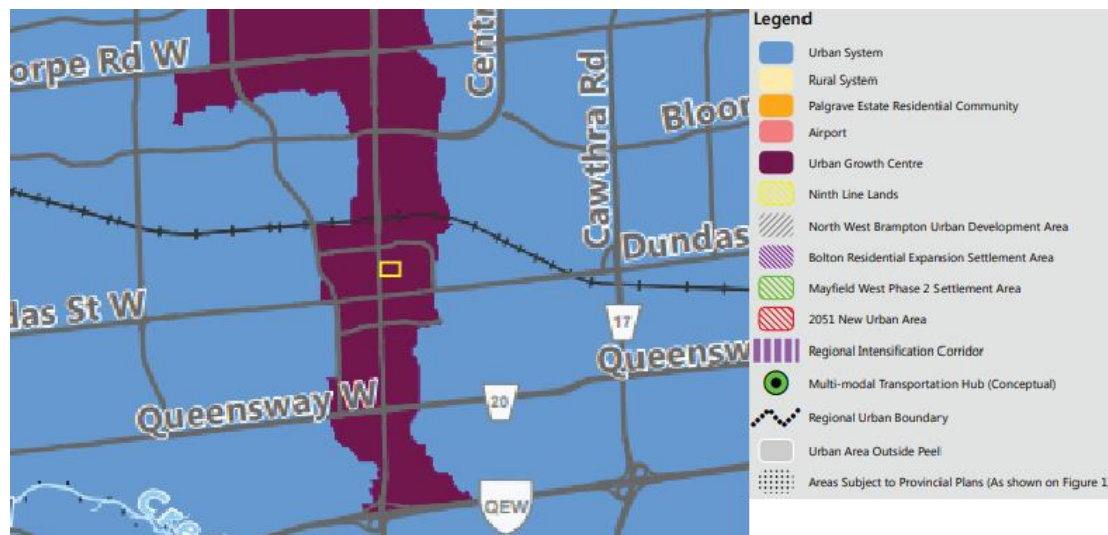 orpe Rd W
Centr
Cawthra Rd
Bloor
Dundas
das St W
17
Queensw
Queensway W
20
QEW
Cre
Legend
Urban System
Rural System
Palgrave Estate Residential Community
Airport
Urban Growth Centre
Ninth Line Lands
North West Brampton Urban Development Area
Bolton Residential Expansion Settlement Area
Mayfield West Phase 2 Settlement Area
2051 New Urban Area
Regional Intensification Corridor
Multi-modal Transportation Hub (Conceptual)
Regional Urban Boundary
Urban Area Outside Peel
Areas Subject to Provincial Plans (As shown on Figure 1